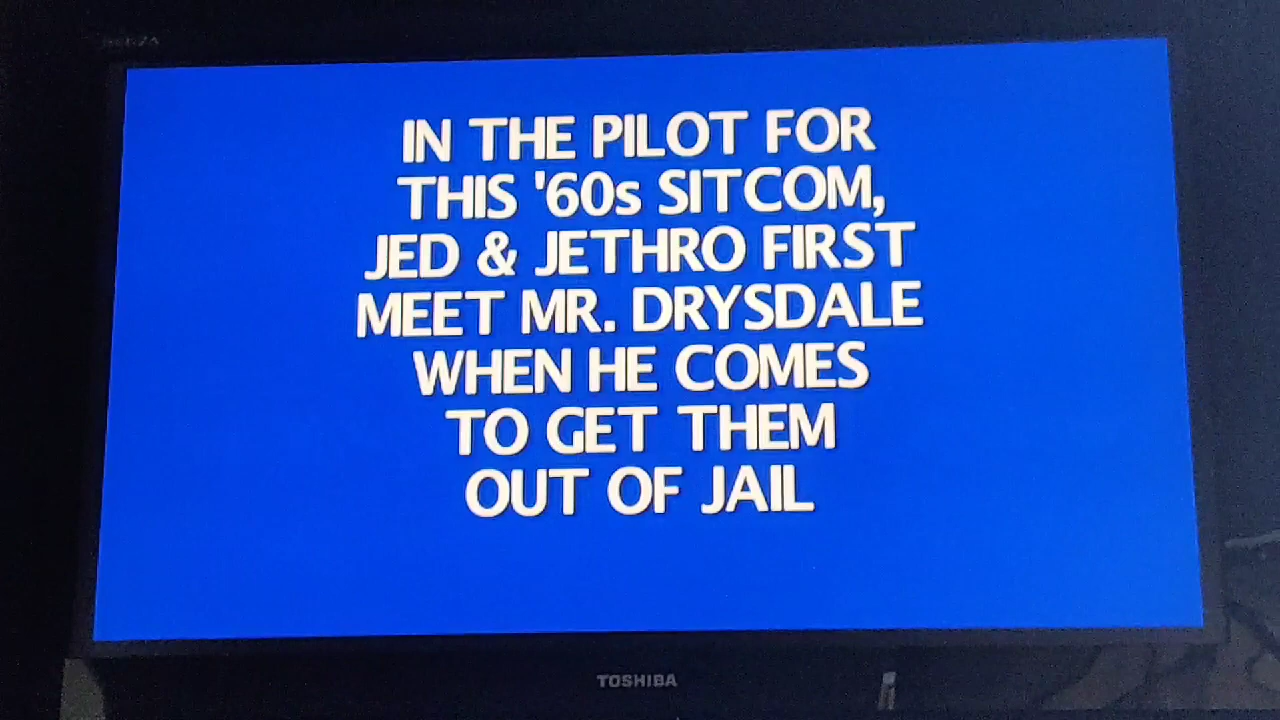 IN THE PILOT FOR
THIS '60s SITCOM,
JED & JETHRO FIRST
MEET MR. DRYSDALE
WHEN HE COMES
TO GET THEM
OUT OF JAIL
TOSHIBA